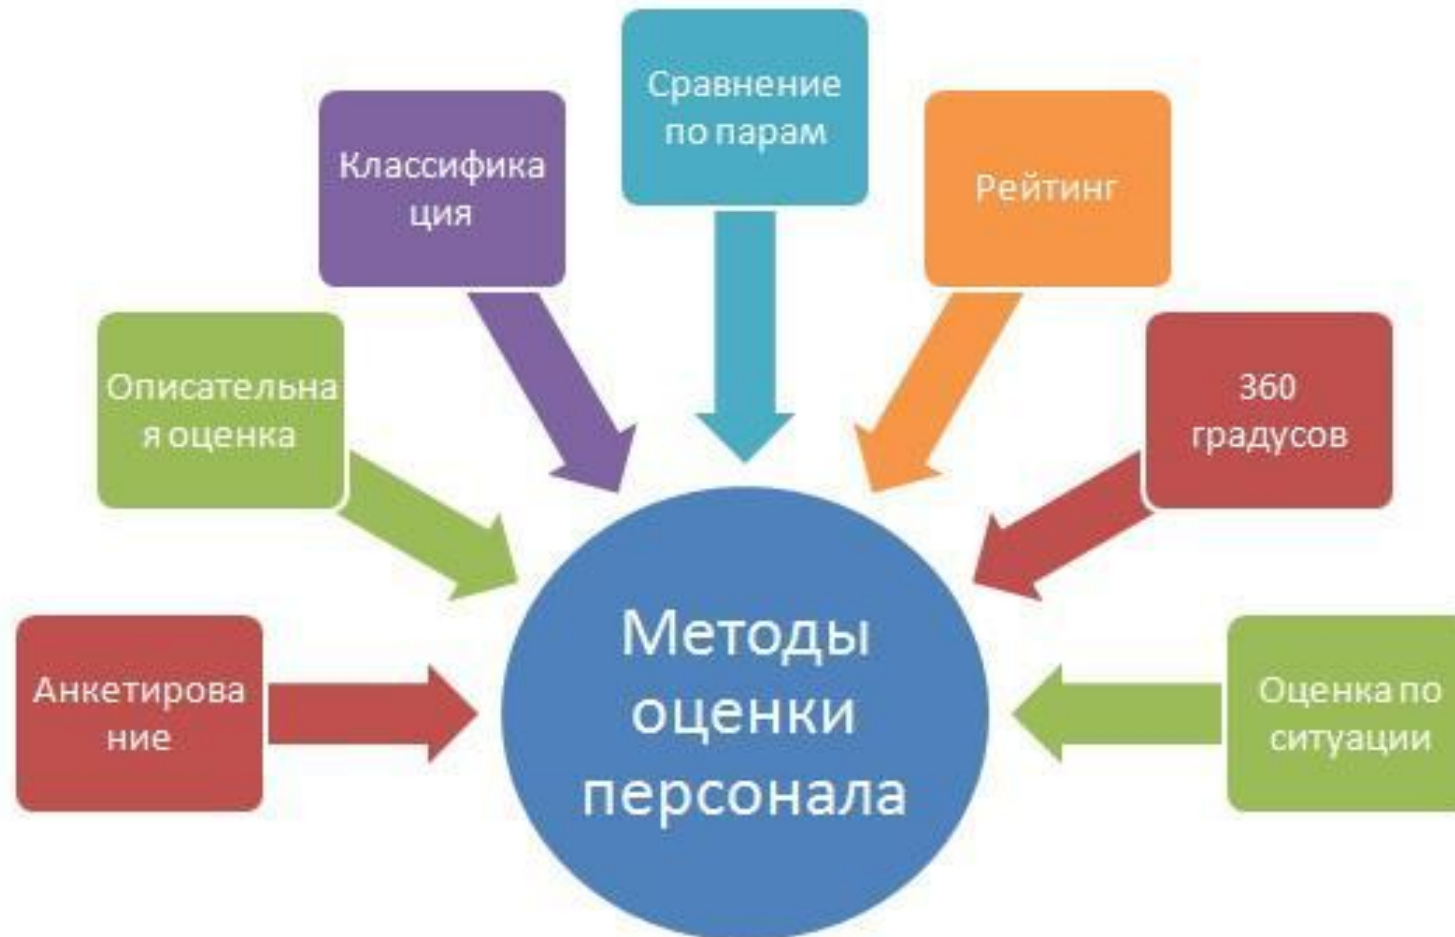 Сравнение
по парам
Классифика
ция
Рейтинг
Описательна
я оценка
360
градусов
Анкетирова
ние
Методы
оценки
персонала
Оценка по
ситуации